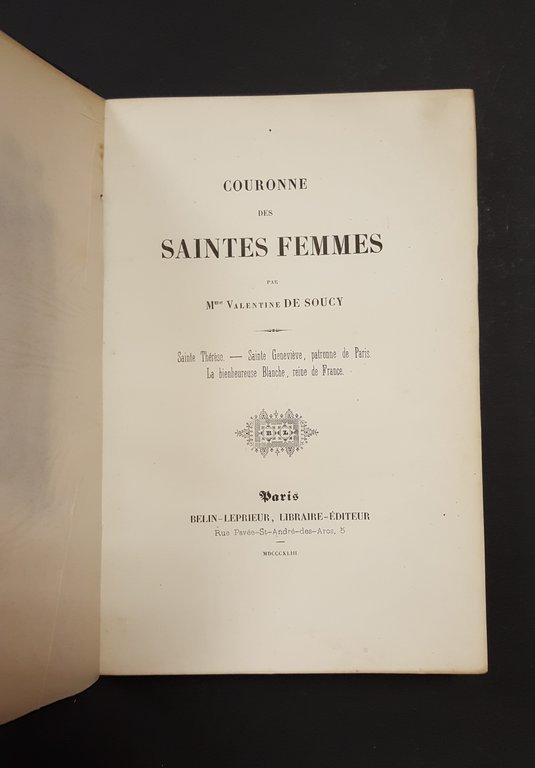 COURONNE
DES
SAINTES FEMMES
PAR
Mme VALENTINE DE SOUCY
Sainte Thérèse. — Sainte Geneviève, patronne de Paris.
La bienheureuse Blanche, reine de France.
B L
Paris
BELIN-LEPRIEUR, LIBRAIRE-ÉDITEUR
Rue Pavée-St-André-des-Arcs, 5
MDCCCXLIII